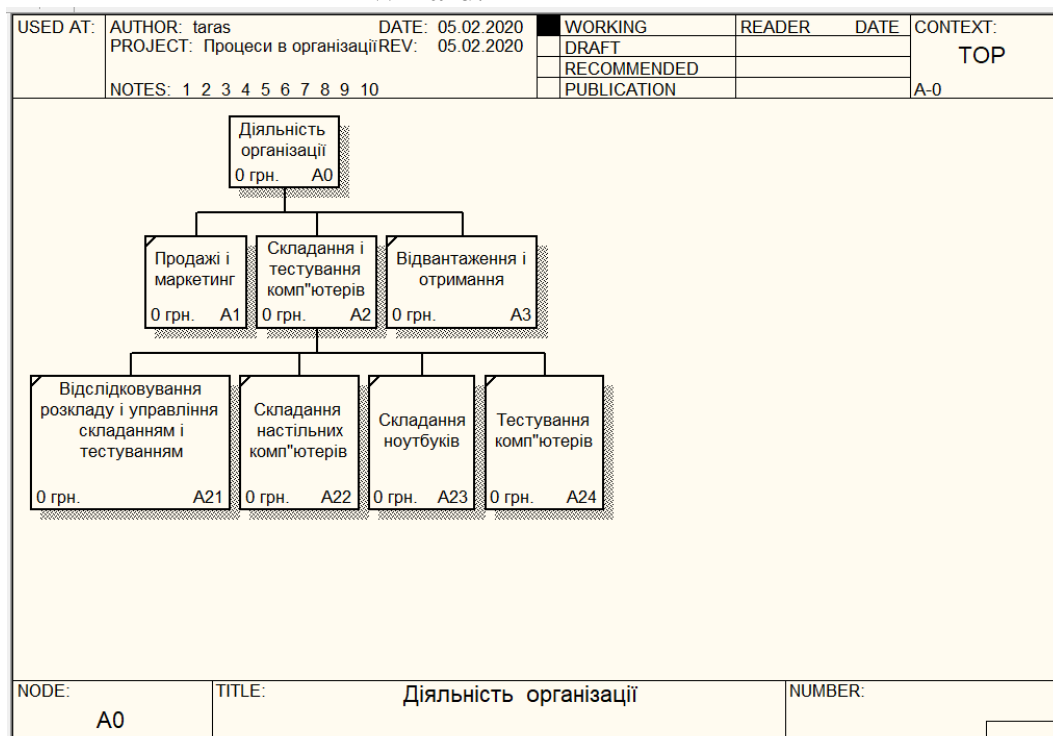 USED AT:
AUTHOR: taras
DATE: 05.02.2020
PROJECT: Процеси в організації
REV: 05.02.2020
NOTES: 1 2 3 4 5 6 7 8 9 10
WORKING
DRAFT
RECOMMENDED
PUBLICATION
READER DATE
CONTEXT:
TOP
A-0
Діяльність
організації
0 грн. A0
Продажі і
маркетинг
0 грн. A1
Складання і
тестування
комп"ютерів
0 грн. A2
Відвантаження і
отримання
0 грн. A3
Відслідковування
розкладу і управління
складанням і
тестуванням
0 грн. A21
Складання
настільних
комп"ютерів
0 грн. A22
Складання
ноутбуків
0 грн. A23
Тестування
комп"ютерів
0 грн. A24
NODE:
A0
TITLE:
Діяльність організації
NUMBER: